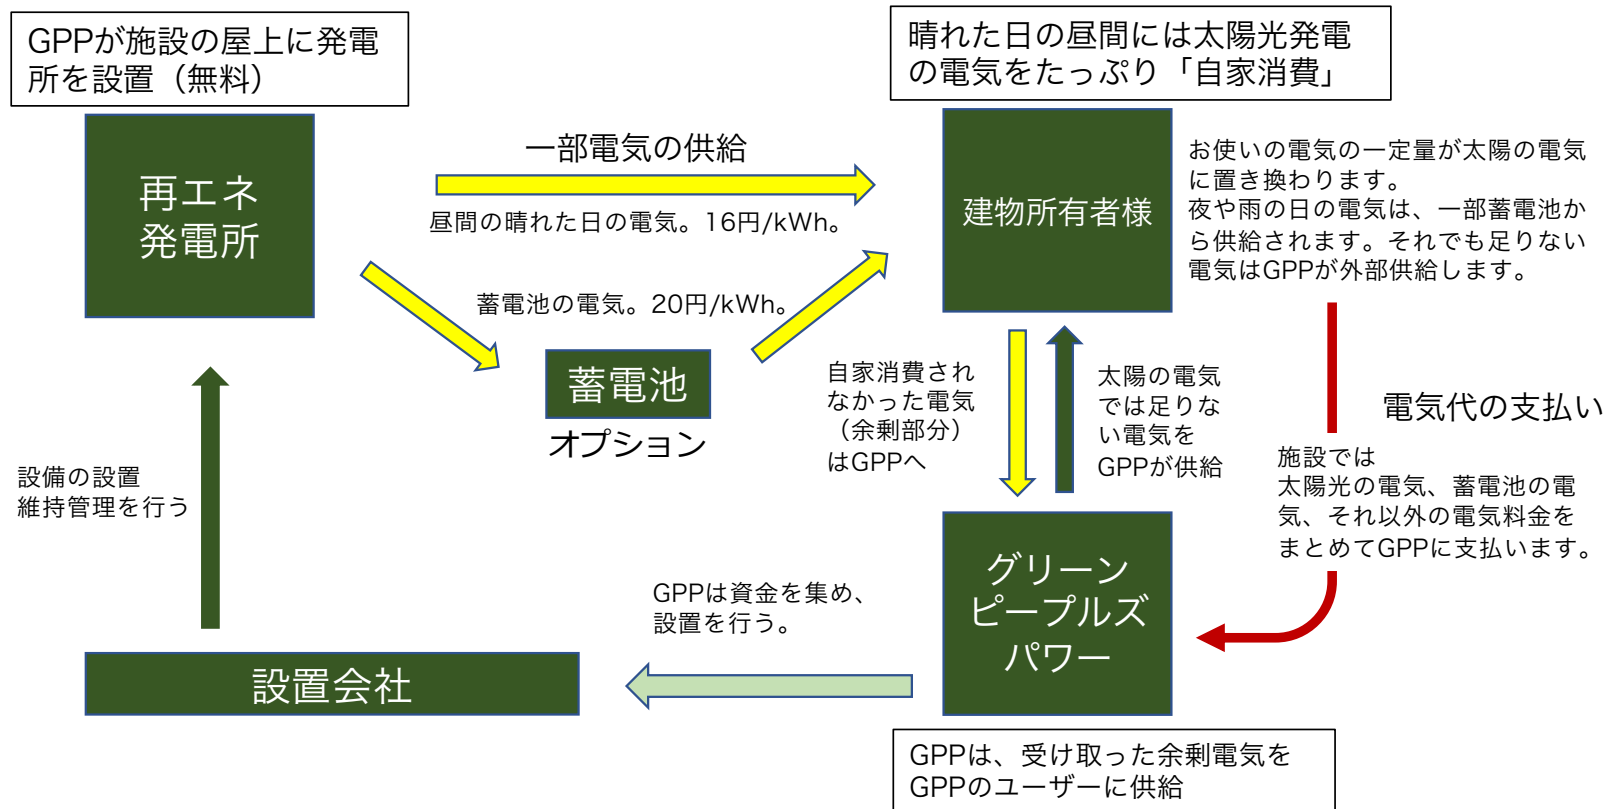 GPPが施設の屋上に発電
所を設置（無料）
晴れた日の昼間には太陽光発電
の電気をたっぷり「自家消費」
再エネ
発電所
一部電気の供給
昼間の晴れた日の電気。16円/kWh。
建物所有者様
お使いの電気の一定量が太陽の電気
に置き換わります。
夜や雨の日の電気は、一部蓄電池か
ら供給されます。それでも足りない
電気はGPPが外部供給します。
蓄電池の電気。20円/kWh。
蓄電池
オプション
自家消費され
なかった電気
（余剰部分）
はGPPへ
太陽の電気
では足りな
い電気を
GPPが供給
電気代の支払い
施設では
太陽光の電気、蓄電池の電
気、それ以外の電気料金を
まとめてGPPに支払います。
設備の設置
維持管理を行う
グリーン
ピープルズ
パワー
GPPは資金を集め、
設置を行う。
設置会社
GPPは、受け取った余剰電気を
GPPのユーザーに供給